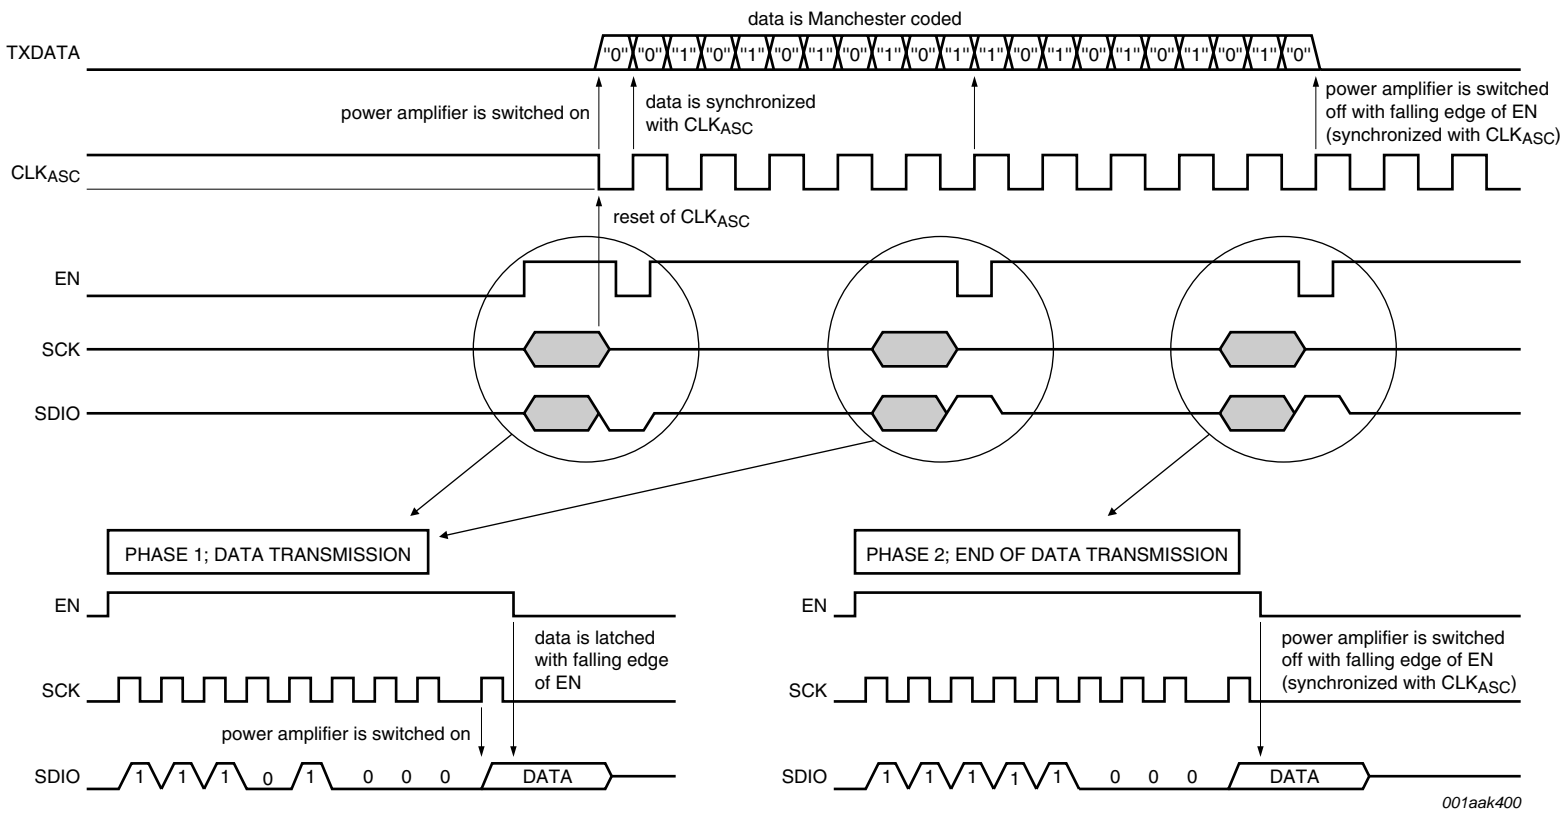 data is Manchester coded
TXDATA "0" "0" "1" "0" "1" "0" "1" "0" "1" "0" "1" "1" "0" "1" "0" "1" "0" "1" "0" "1" "0"
power amplifier is switched on
data is synchronized
with CLKASC
power amplifier is switched
off with falling edge of EN
(synchronized with CLKASC)
CLKASC
reset of CLKASC
EN
SCK
SDIO
PHASE 1; DATA TRANSMISSION
EN
data is latched
with falling edge
of EN
SCK
power amplifier is switched on
SDIO 1 1 1 0 1 0 0 0 DATA
PHASE 2; END OF DATA TRANSMISSION
EN
power amplifier is switched
off with falling edge of EN
(synchronized with CLKASC)
SCK
SDIO 1 1 1 1 1 0 0 0 DATA
001aak400